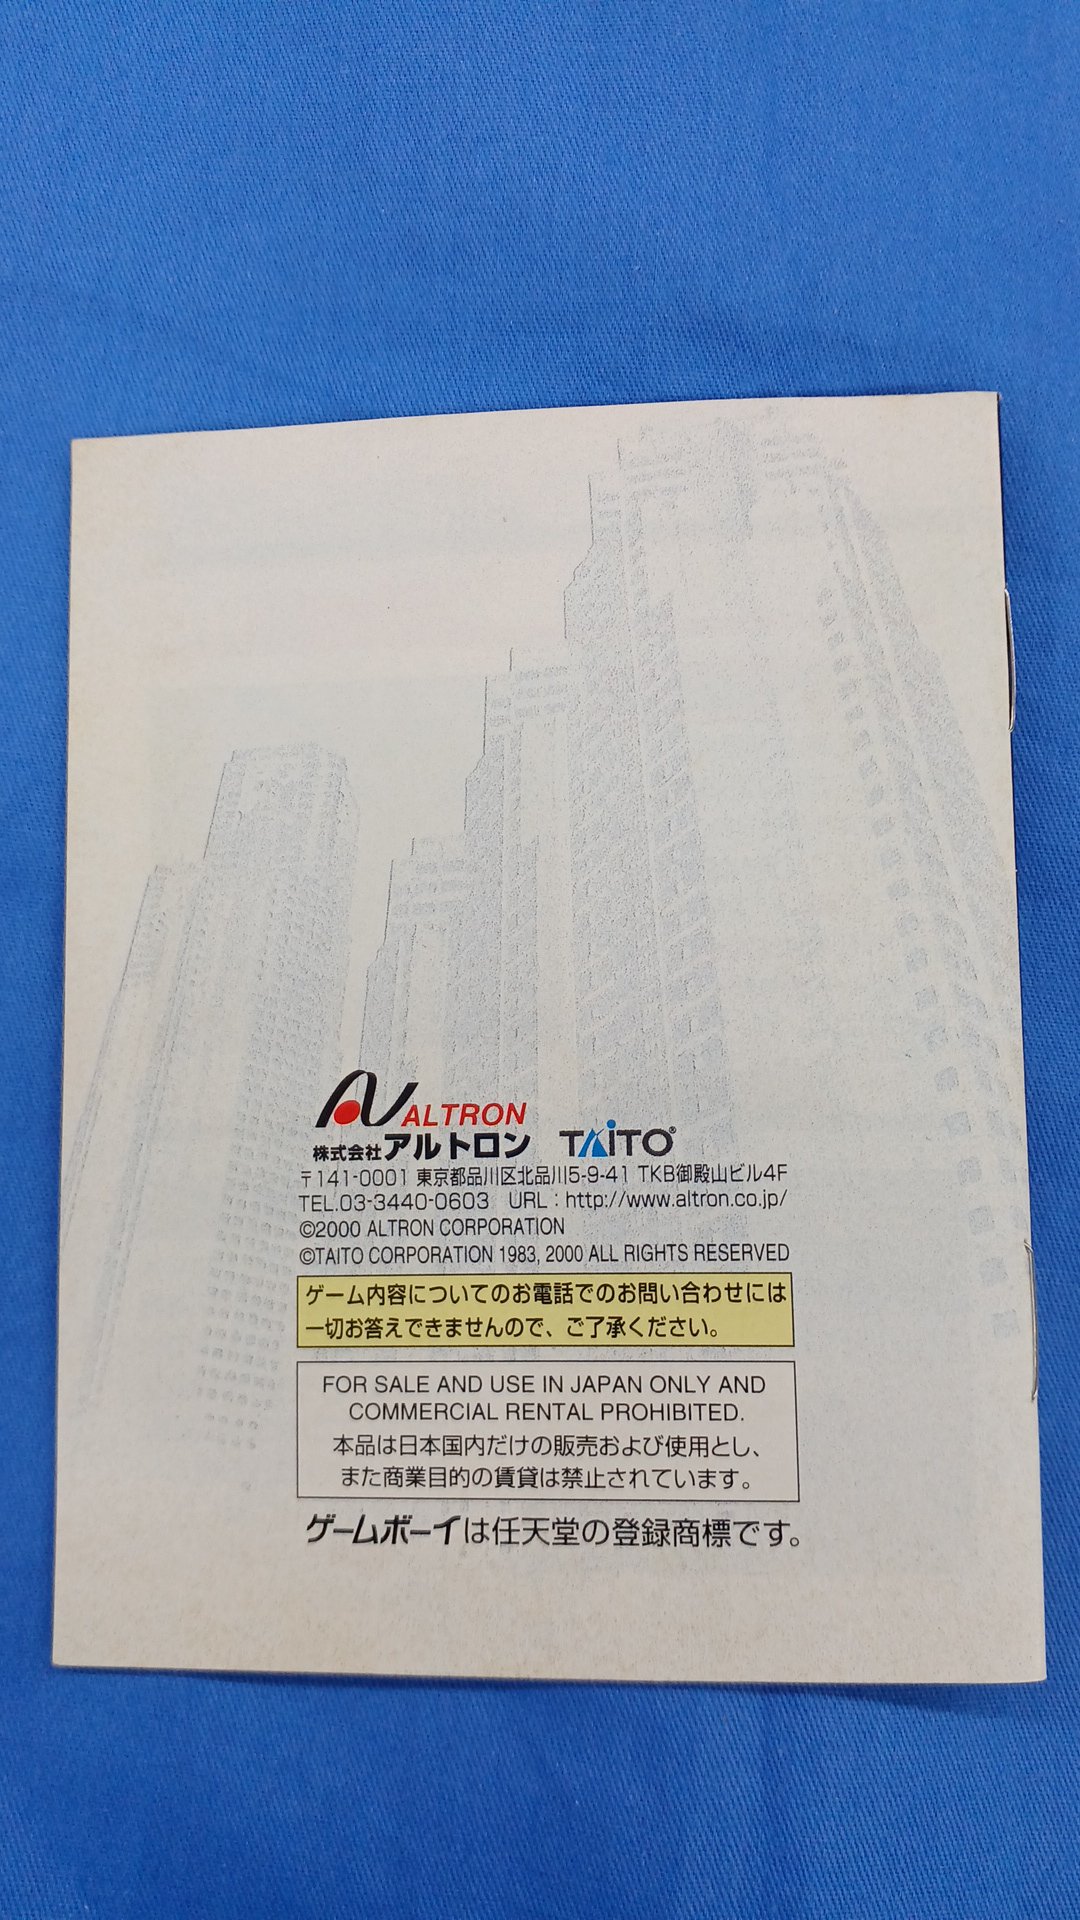 ALTRON
株式会社アルトロン TAITO®
〒141-0001 東京都品川区北品川5-9-41 TKB御殿山ビル4F
TEL.03-3440-0603 URL：http://www.altron.co.jp/
©2000 ALTRON CORPORATION
©TAITO CORPORATION 1983, 2000 ALL RIGHTS RESERVED
ゲーム内容についてのお電話でのお問い合わせには
一切お答えできませんので、ご了承ください。
FOR SALE AND USE IN JAPAN ONLY AND
COMMERCIAL RENTAL PROHIBITED.
本品は日本国内だけの販売および使用とし、
また商業目的の賃貸は禁止されています。
ゲームボーイは任天堂の登録商標です。